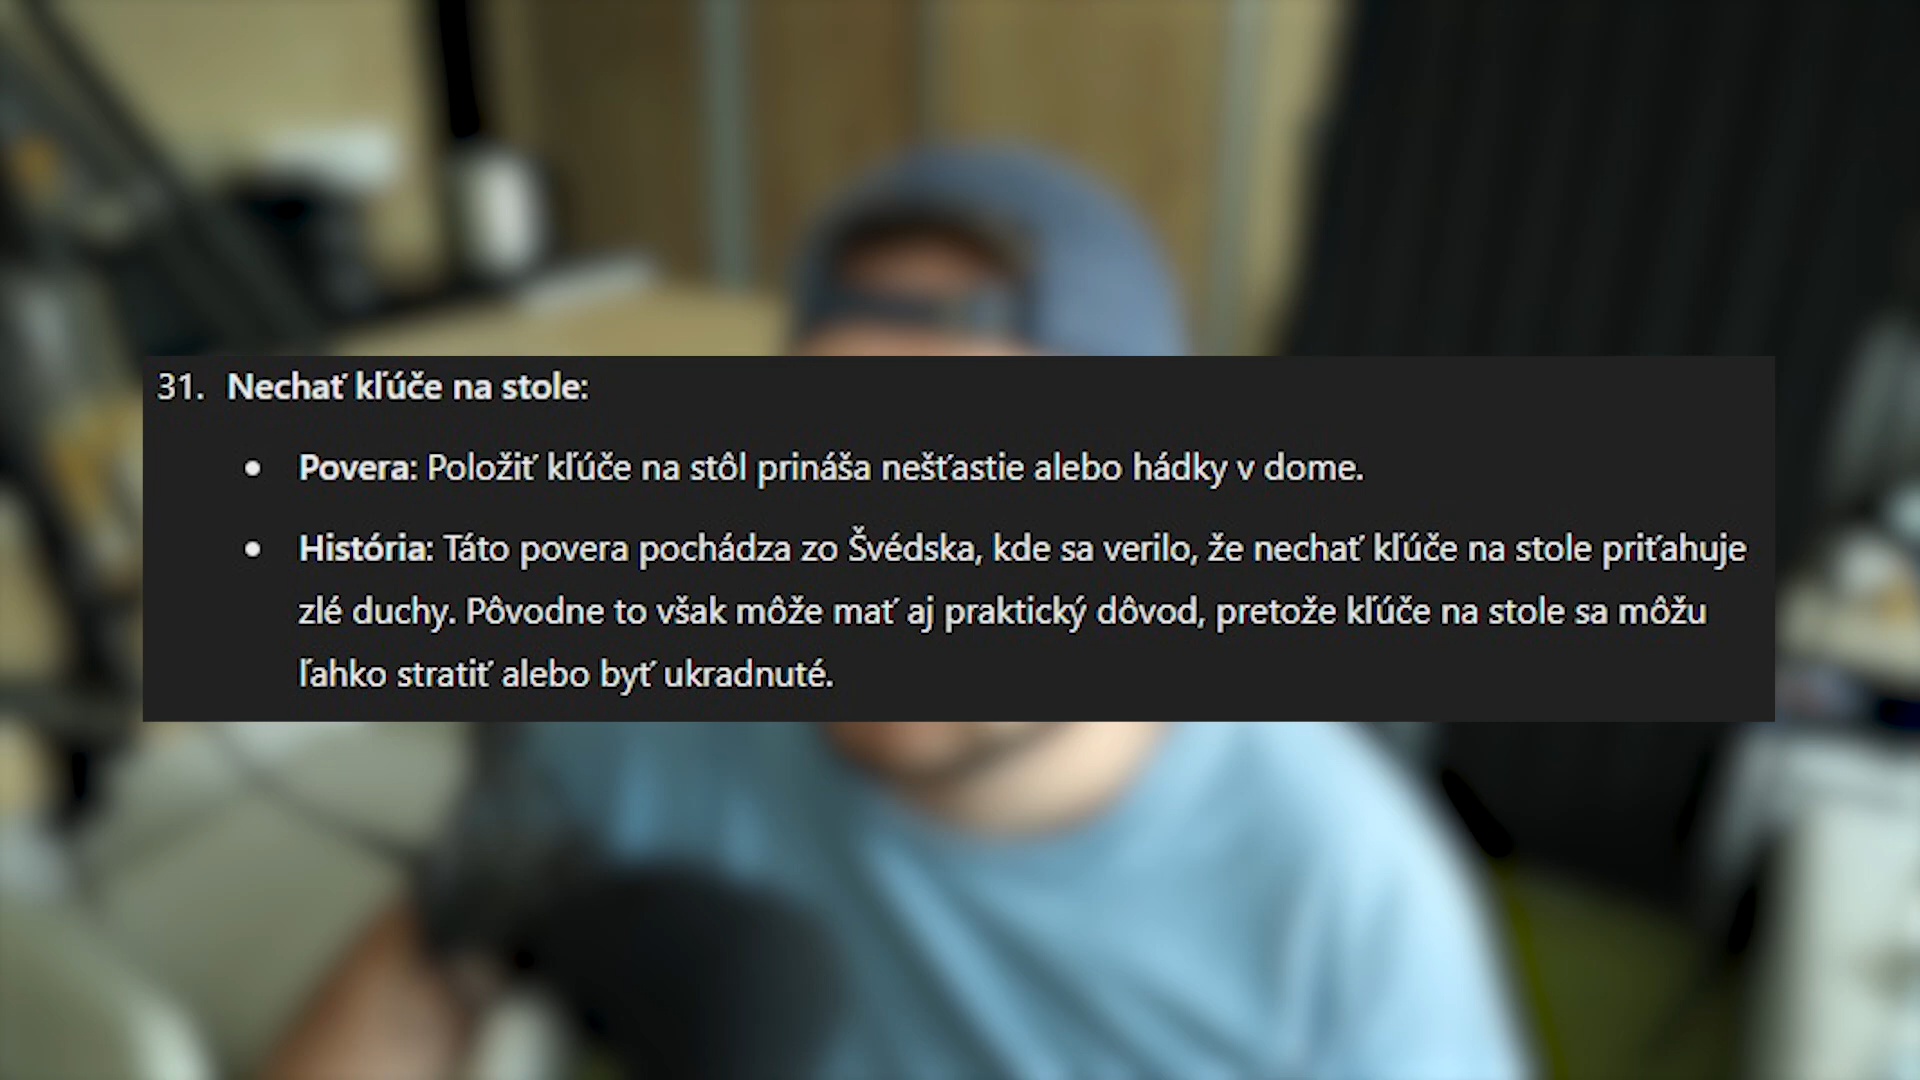 31. Nechať kľúče na stole:
• Povera: Položiť kľúče na stôl prináša nešťastie alebo hádky v dome.
• História: Táto povera pochádza zo Švédska, kde sa verilo, že nechať kľúče na stole priťahuje
zlé duchy. Pôvodne to však môže mať aj praktický dôvod, pretože kľúče na stole sa môžu
ľahko stratiť alebo byť ukradnuté.